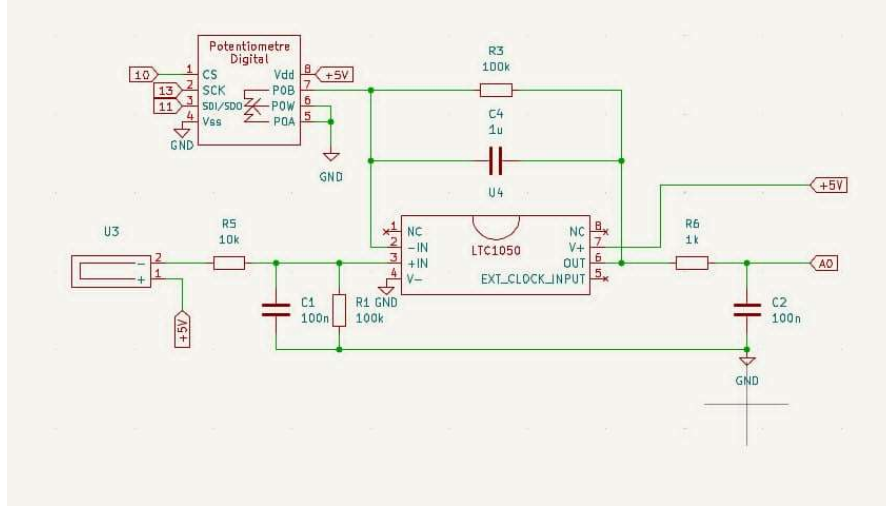 Potentiometre
Digital
10
1
CS
Vdd
8
+5V
13
2
SCK
P0B
7
11
3
SDI/SDO
P0W
6
4
Vss
P0A
5
GND
GND
R3
100k
C4
1u
U4
+5V
1
NC
NC
8
2
-IN
LTC1050
V+
7
3
+IN
OUT
6
4
V-
EXT_CLOCK_INPUT
5
GND
U3
-
2
+
1
+5V
R5
10k
C1
100n
R1
100k
R6
1k
A0
C2
100n
GND